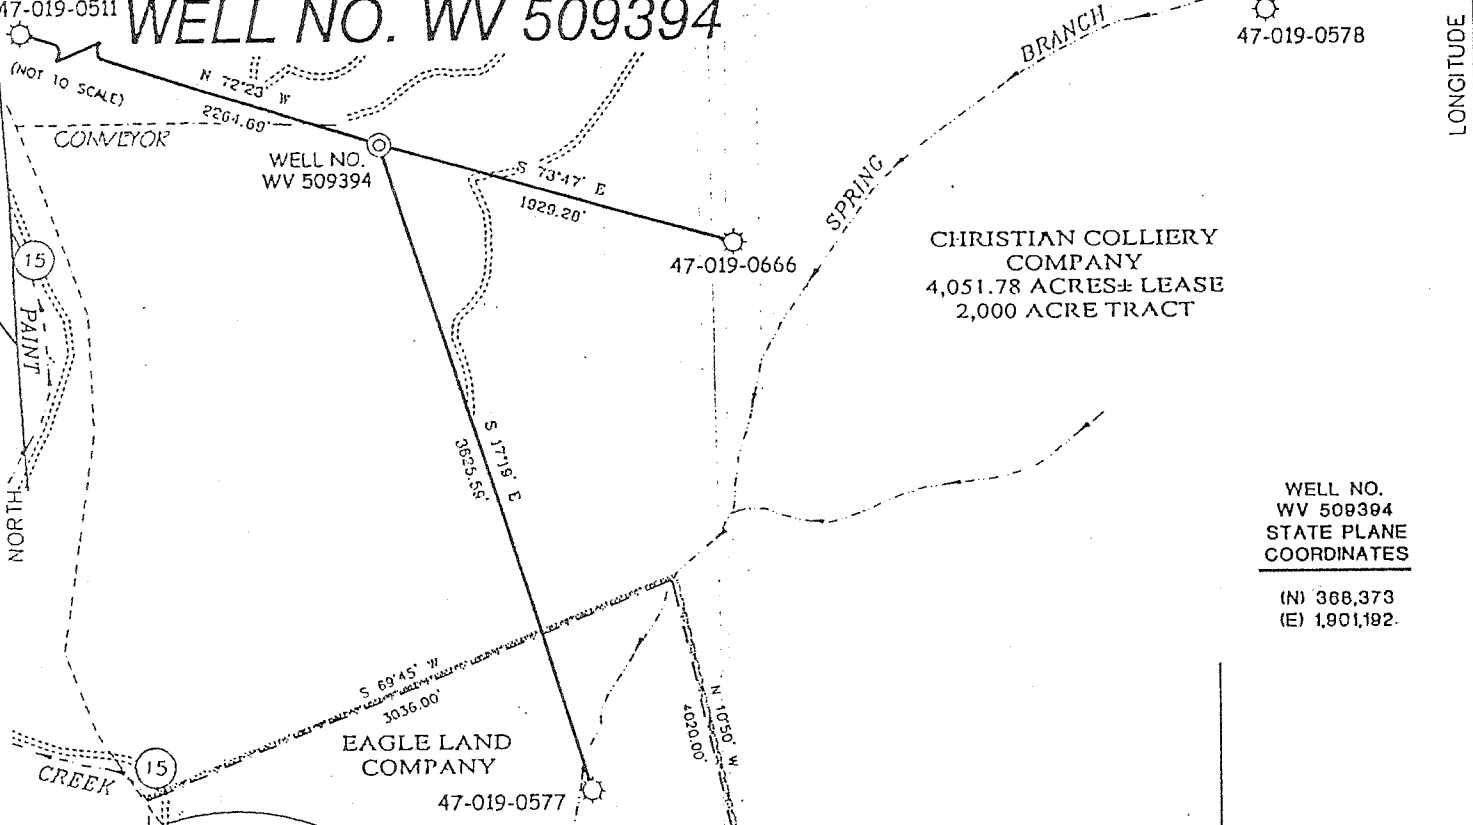 47-019-0511
WELL NO. WV 509394
(NOT TO SCALE)
N 72°23' W
2264.69'
CONVEYOR
WELL NO.
WV 509394
S 73°47' E
1929.28'
47-019-0666
BRANCH
SPRING
47-019-0578
LONGITUDE
CHRISTIAN COLLIERY
COMPANY
4,051.78 ACRES± LEASE
2,000 ACRE TRACT
15
PAINT
NORTH
S 17°19' E
3625.59'
WELL NO.
WV 509394
STATE PLANE
COORDINATES
(N) 368,373
(E) 1,901,192.
S 69°45' W
3036.00'
N 10°50' W
4020.00'
EAGLE LAND
COMPANY
15
CREEK
47-019-0577